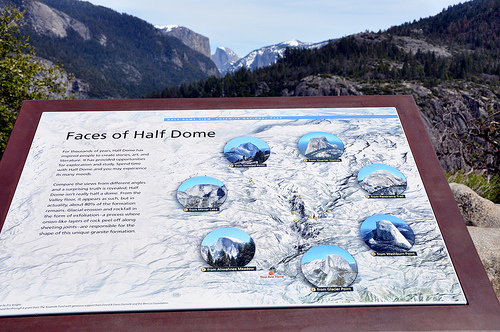 Faces of Half Dome
For thousands of years Half Dome has
inspired people to create stories, art, and
literature. It has provided opportunities
for exploration and study. Spend time
with Half Dome and you may experience
its many moods.
Compare the views from different angles
and a surprising truth is revealed; Half
Dome isn't really half a dome. From the
Valley floor, it appears as such, but in
actuality, about 80% of the formation
remains. Glacial erosion and rockfall in
the form of exfoliation - a process where
onion-like layers of rock peel off along
sheeting joints - are responsible for the
shape of this unique granite formation.
from Washburn Point
from Ahwahnee Meadow
from Glacier Point